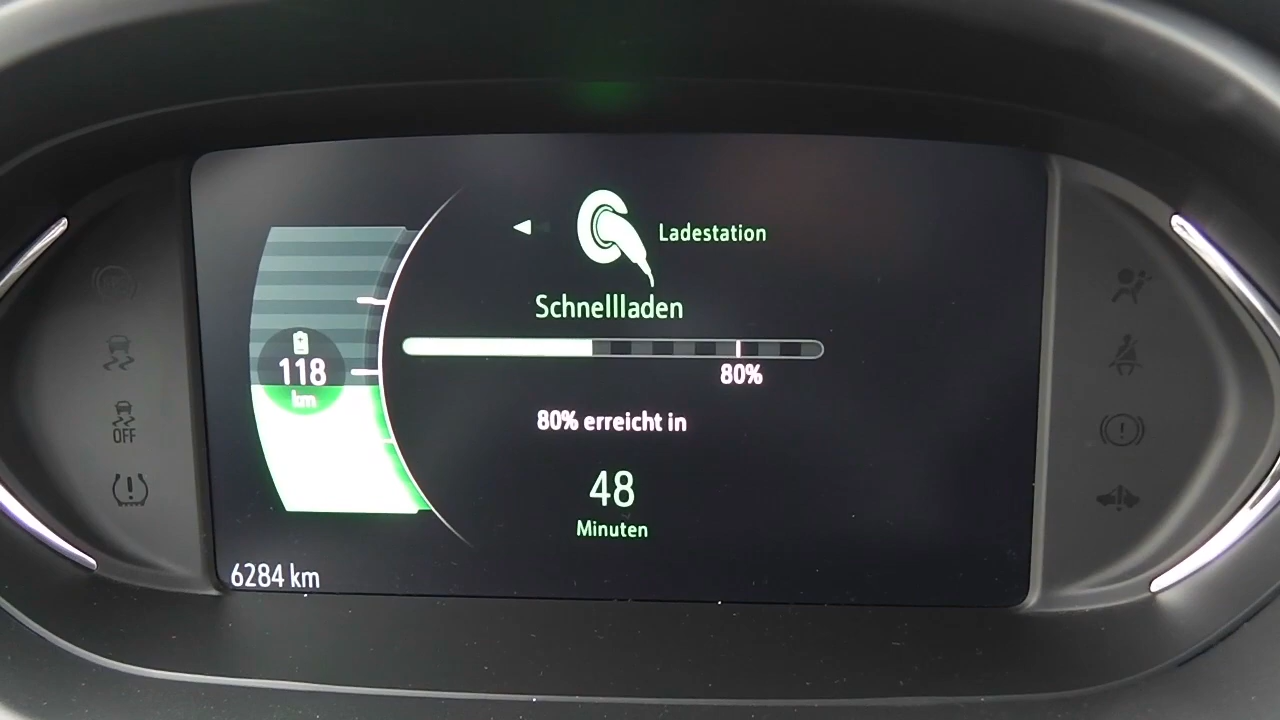 Ladestation
Schnellladen
80%
118
km
80% erreicht in
48
Minuten
OFF
6284 km